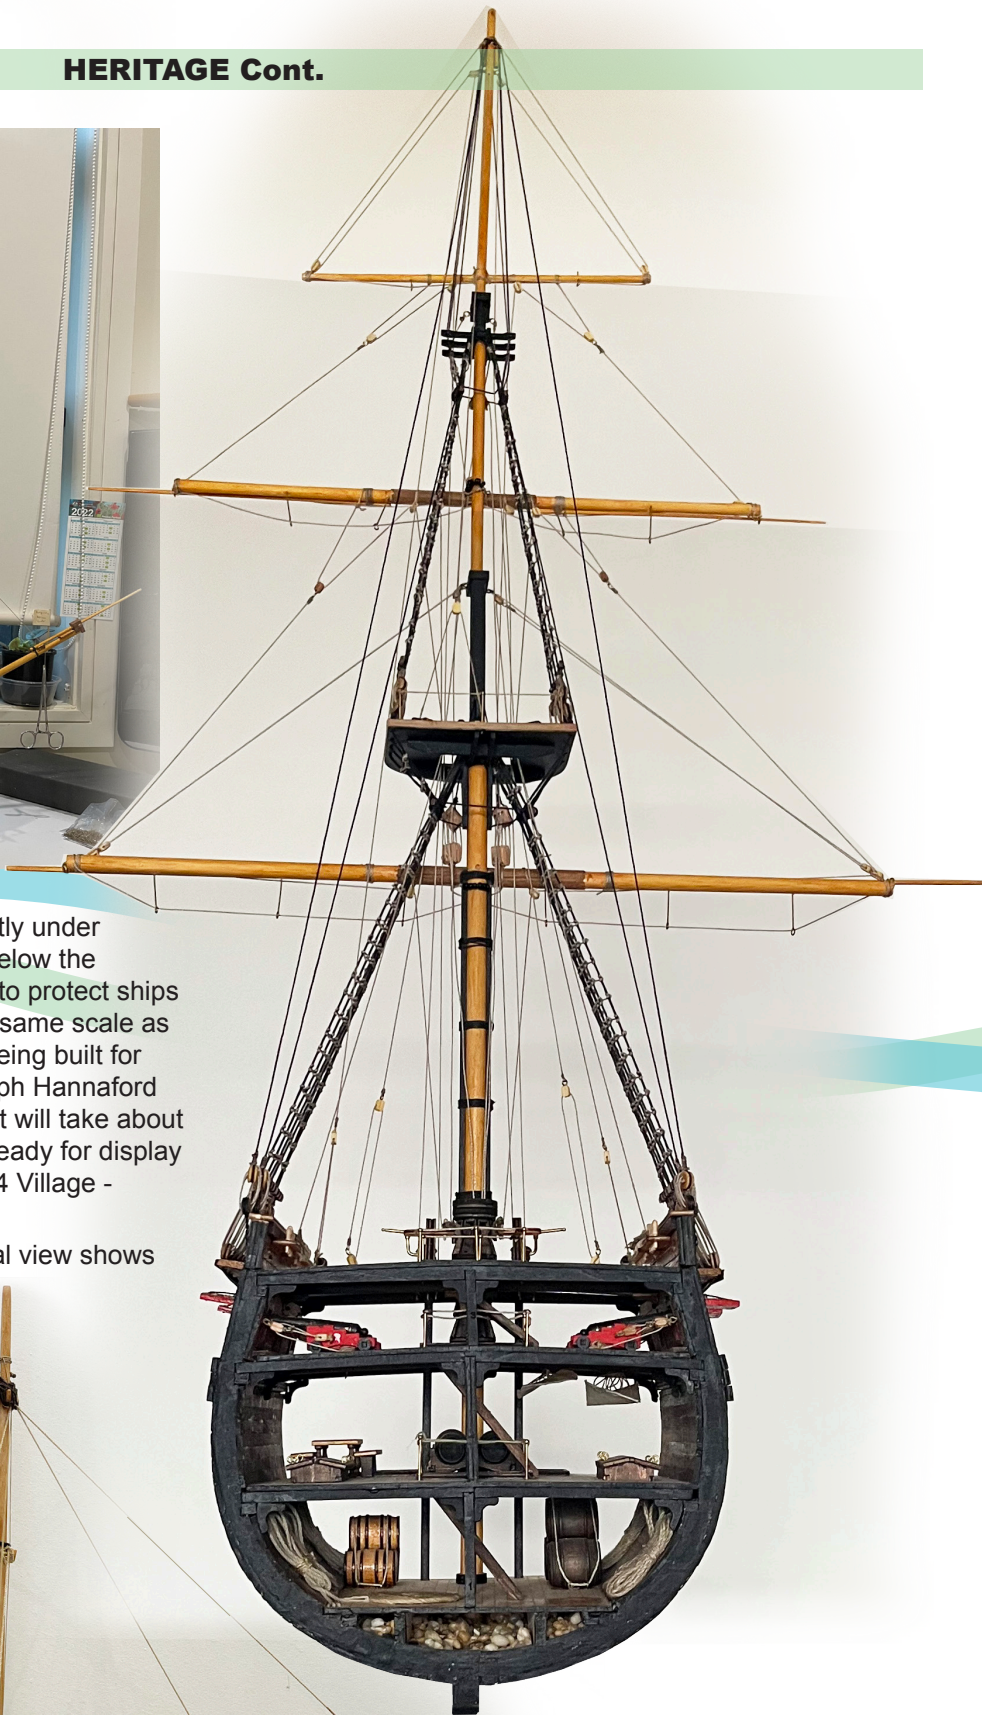 HERITAGE Cont.
2022
tly under
elow the
to protect ships
same scale as
eing built for
ph Hannaford
t will take about
eady for display
4 Village -
al view shows